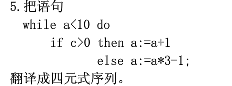 5.把语句
while a<10 do
if c>0 then a:=a+1
else a:=a*3-1;
翻译成四元式序列。